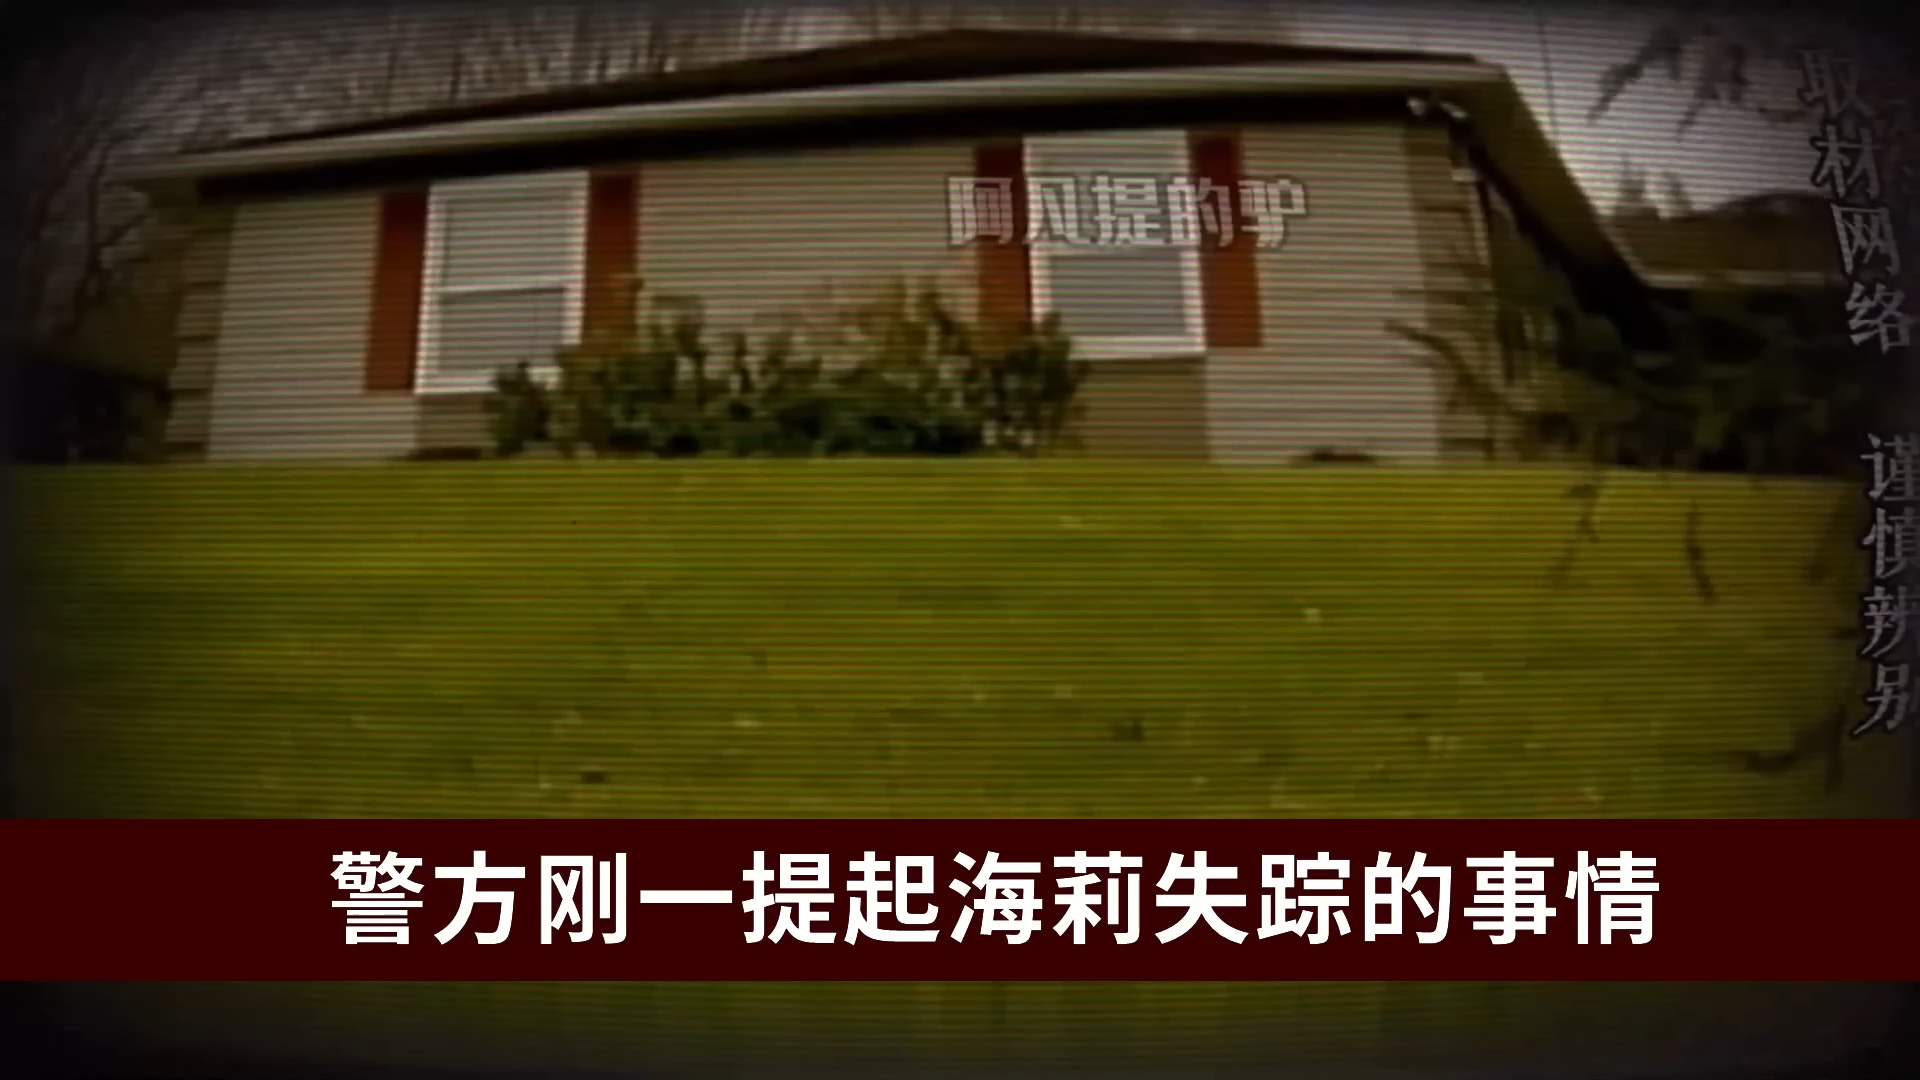 阿凡提的驴
取材网络 谨慎辨别
警方刚一提起海莉失踪的事情